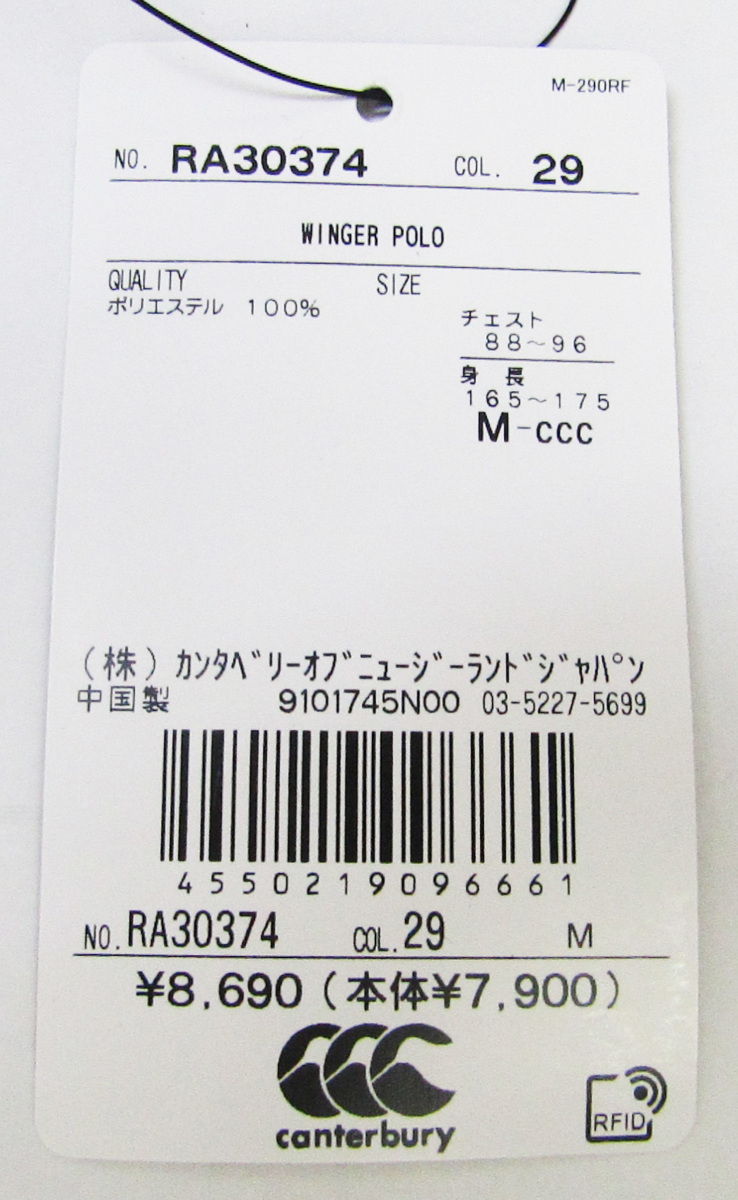 M-290RF
NO. RA30374 COL. 29
WINGER POLO
QUALITY SIZE
ポリエステル 100%
チェスト
88~96
身長
165~175
M-ccc
(株)カンタベリーオブニュージーランドジャパン
中国製 9101745N00 03-5227-5699
4550219096661
NO. RA30374 COL. 29 M
¥8,690(本体¥7,900)
canterbury
RFID